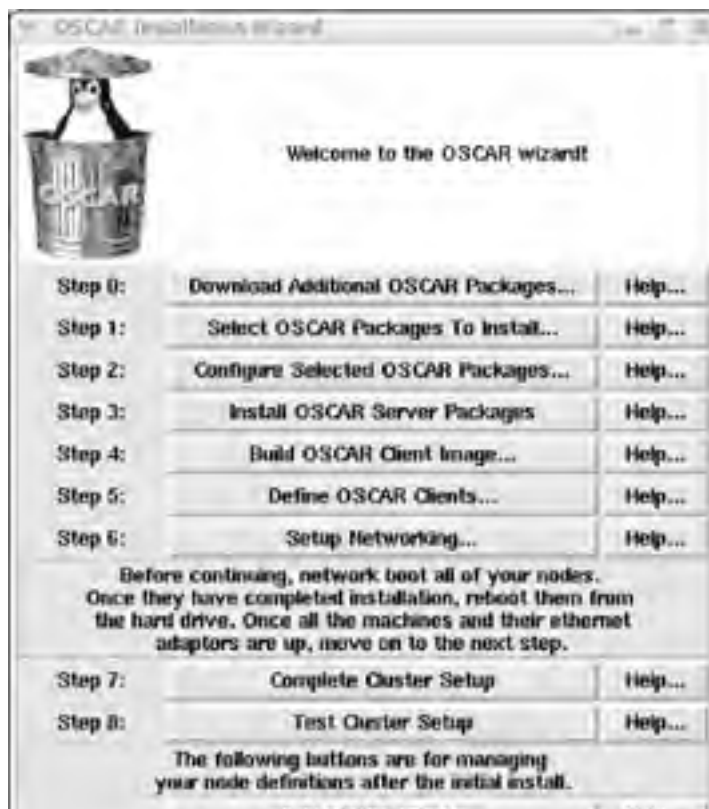 OSCAR Installation Wizard
OSCAR
Welcome to the OSCAR wizard!
Step 0: Download Additional OSCAR Packages... Help...
Step 1: Select OSCAR Packages To Install... Help...
Step 2: Configure Selected OSCAR Packages... Help...
Step 3: Install OSCAR Server Packages Help...
Step 4: Build OSCAR Client Image... Help...
Step 5: Define OSCAR Clients... Help...
Step 6: Setup Networking... Help...
Before continuing, network boot all of your nodes.
Once they have completed installation, reboot them from
the hard drive. Once all the machines and their ethernet
adaptors are up, move on to the next step.
Step 7: Complete Cluster Setup Help...
Step 8: Test Cluster Setup Help...
The following buttons are for managing
your node definitions after the initial install.